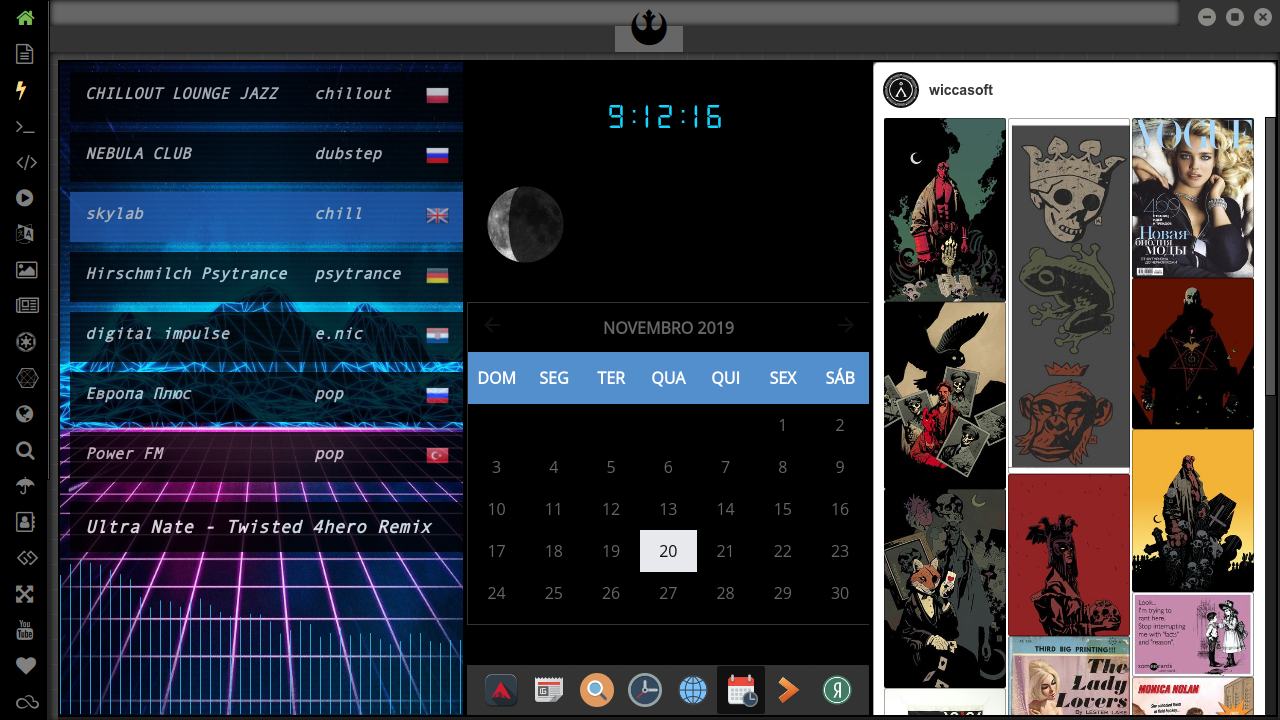 CHILLOUT LOUNGE JAZZ chillout
NEBULA CLUB dubstep
skylab chill
Hirschmilch Psytrance psytrance
digital impulse e.nic
Европа Плюс pop
Power FM pop
Ultra Nate - Twisted 4hero Remix
9:12:16
NOVEMBRO 2019
DOM SEG TER QUA QUI SEX SÁB
1 2
3 4 5 6 7 8 9
10 11 12 13 14 15 16
17 18 19 20 21 22 23
24 25 26 27 28 29 30
Я
wiccasoft
VOGUE
Новая
библия
моды
Look...
I'm trying to
rant here,
Stop interrupting
me with "facts"
and "reason".
THIRD BIG PRINTING!!!
The
Lady
Lovers
MONICA NOLAN
You
Tube